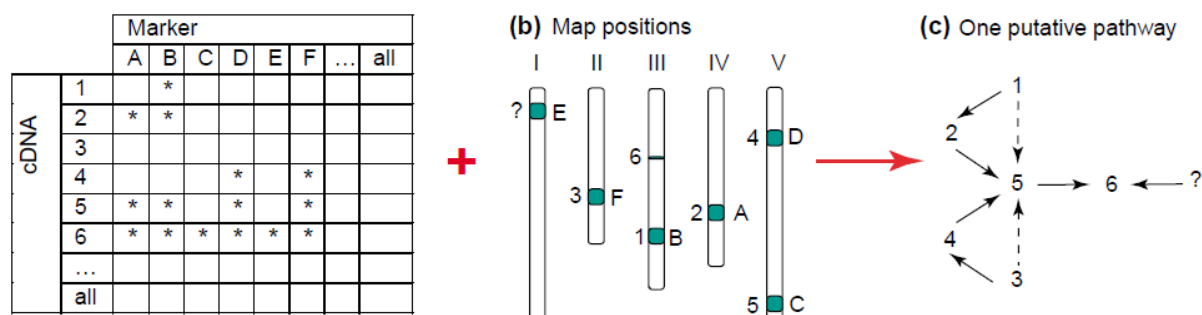 Marker
A B C D E F ... all
cDNA
1 *
2 * *
3
4 * *
5 * * * *
6 * * * * * *
...
all
+
(b) Map positions
I II III IV V
? E
4 D
6
3 F
2 A
1 B
5 C
(c) One putative pathway
1
2
5 6 ?
4
3